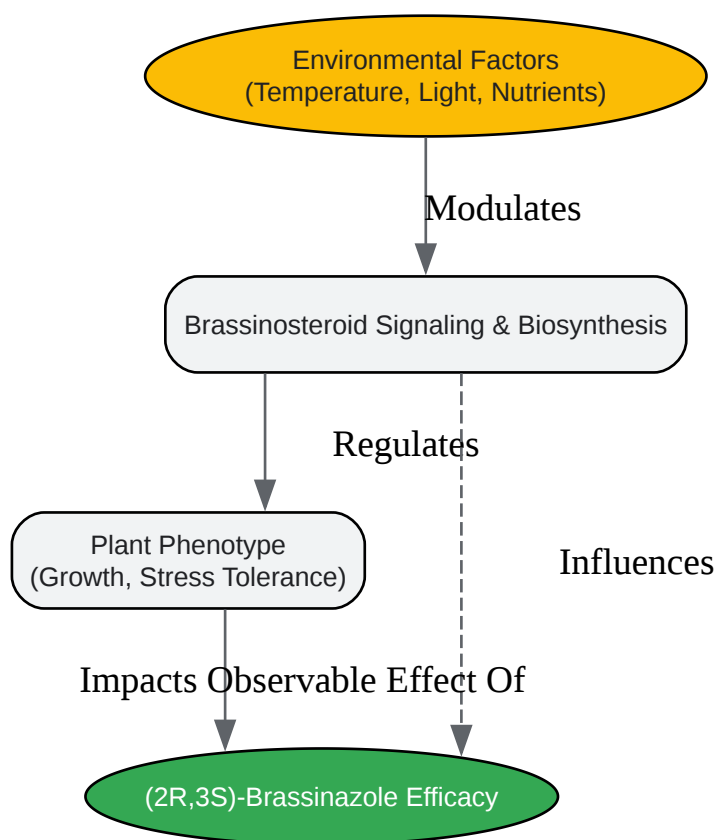 Environmental Factors
(Temperature, Light, Nutrients)
Modulates
Brassinosteroid Signaling & Biosynthesis
Regulates
Plant Phenotype
(Growth, Stress Tolerance)
Influences
Impacts Observable Effect Of
(2R,3S)-Brassinazole Efficacy